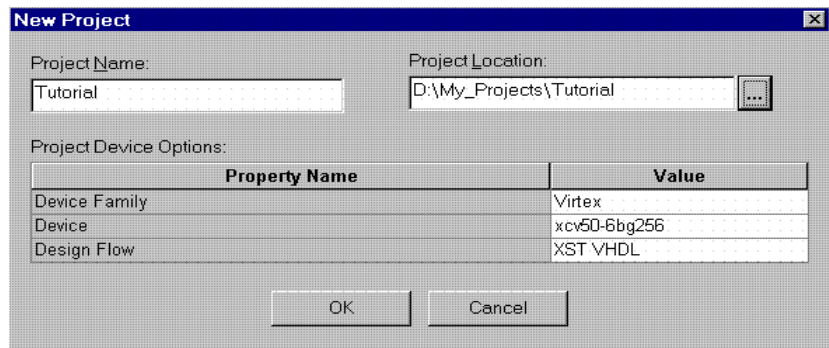 New Project
Project Name:
Project Location:
Tutorial
D:\My_Projects\Tutorial
...
Project Device Options:
Property Name Value
Device Family Virtex
Device xcv50-6bg256
Design Flow XST VHDL
OK Cancel